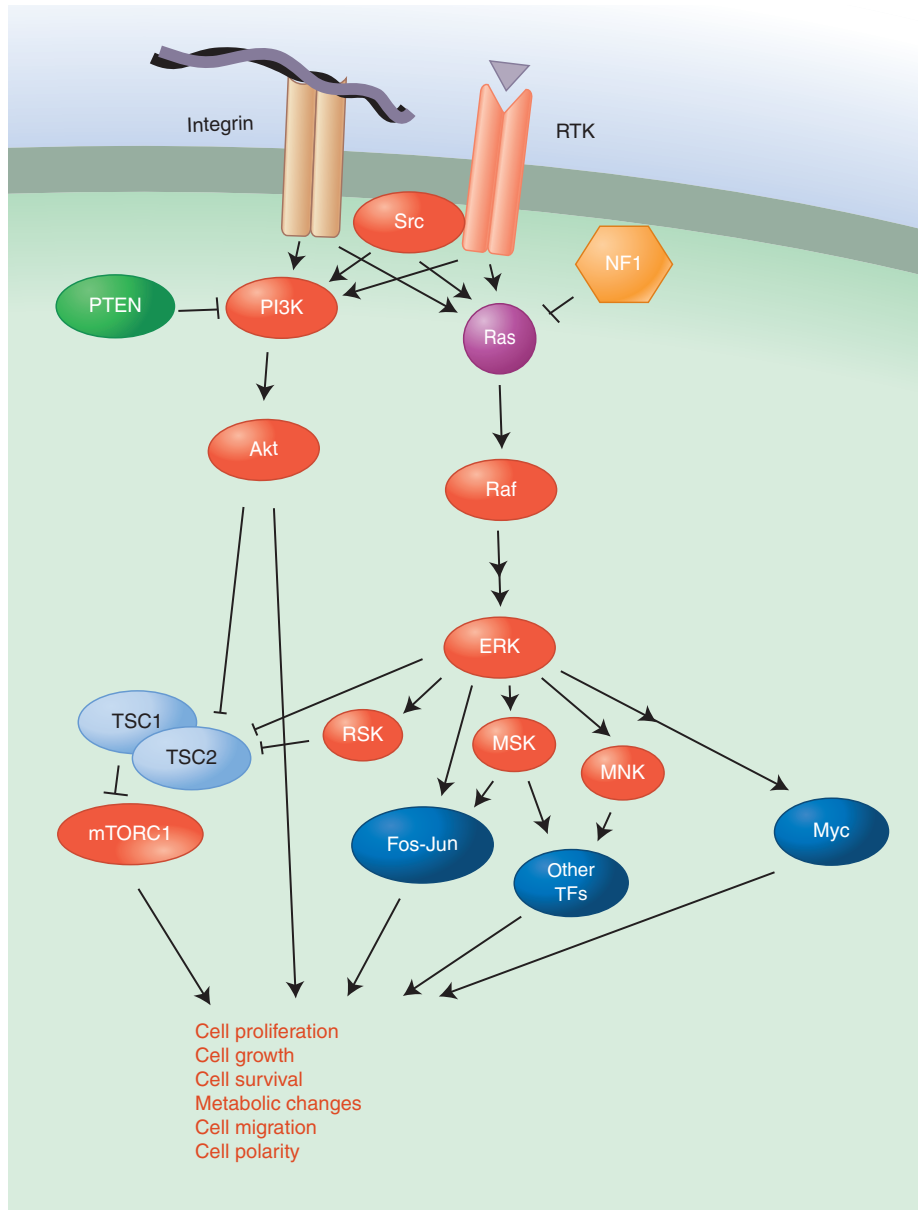 Integrin
RTK
Src
NF1
PTEN
PI3K
Ras
Akt
Raf
ERK
TSC1
TSC2
RSK
MSK
MNK
mTORC1
Fos-Jun
Other
TFs
Myc
Cell proliferation
Cell growth
Cell survival
Metabolic changes
Cell migration
Cell polarity